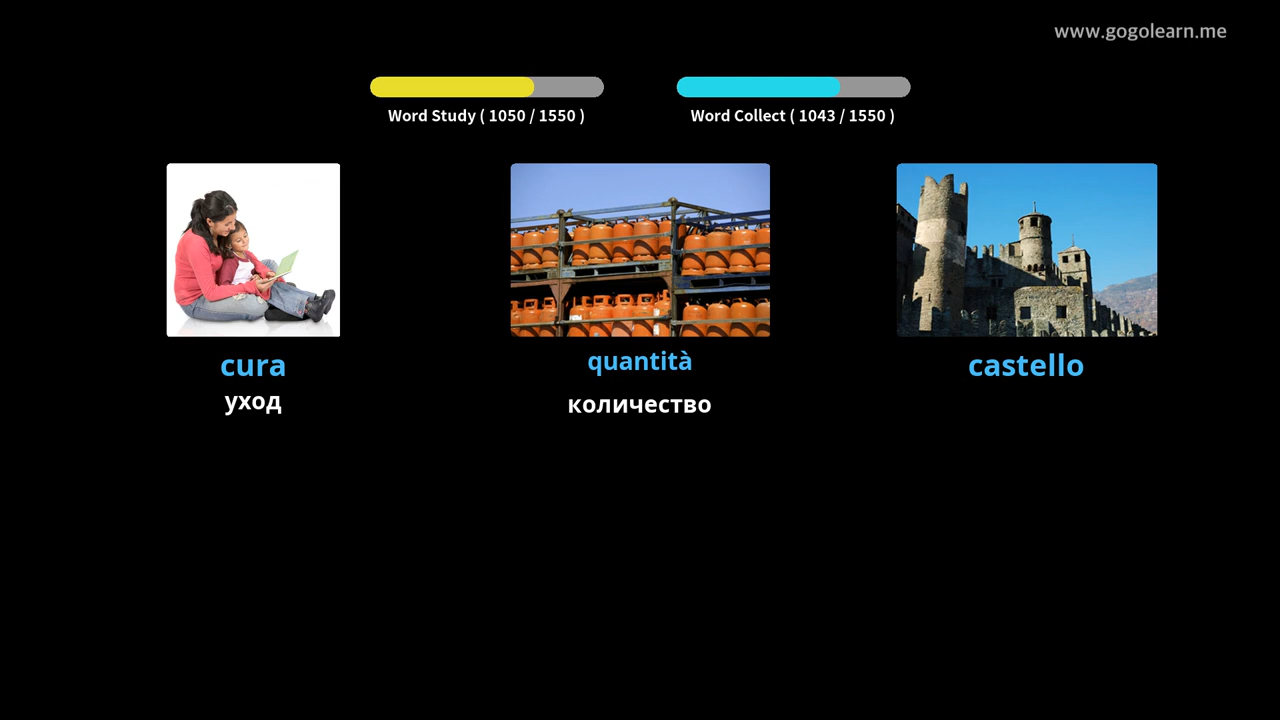 www.gogolearn.me
Word Study ( 1050 / 1550 )
Word Collect ( 1043 / 1550 )
cura
уход
quantità
количество
castello